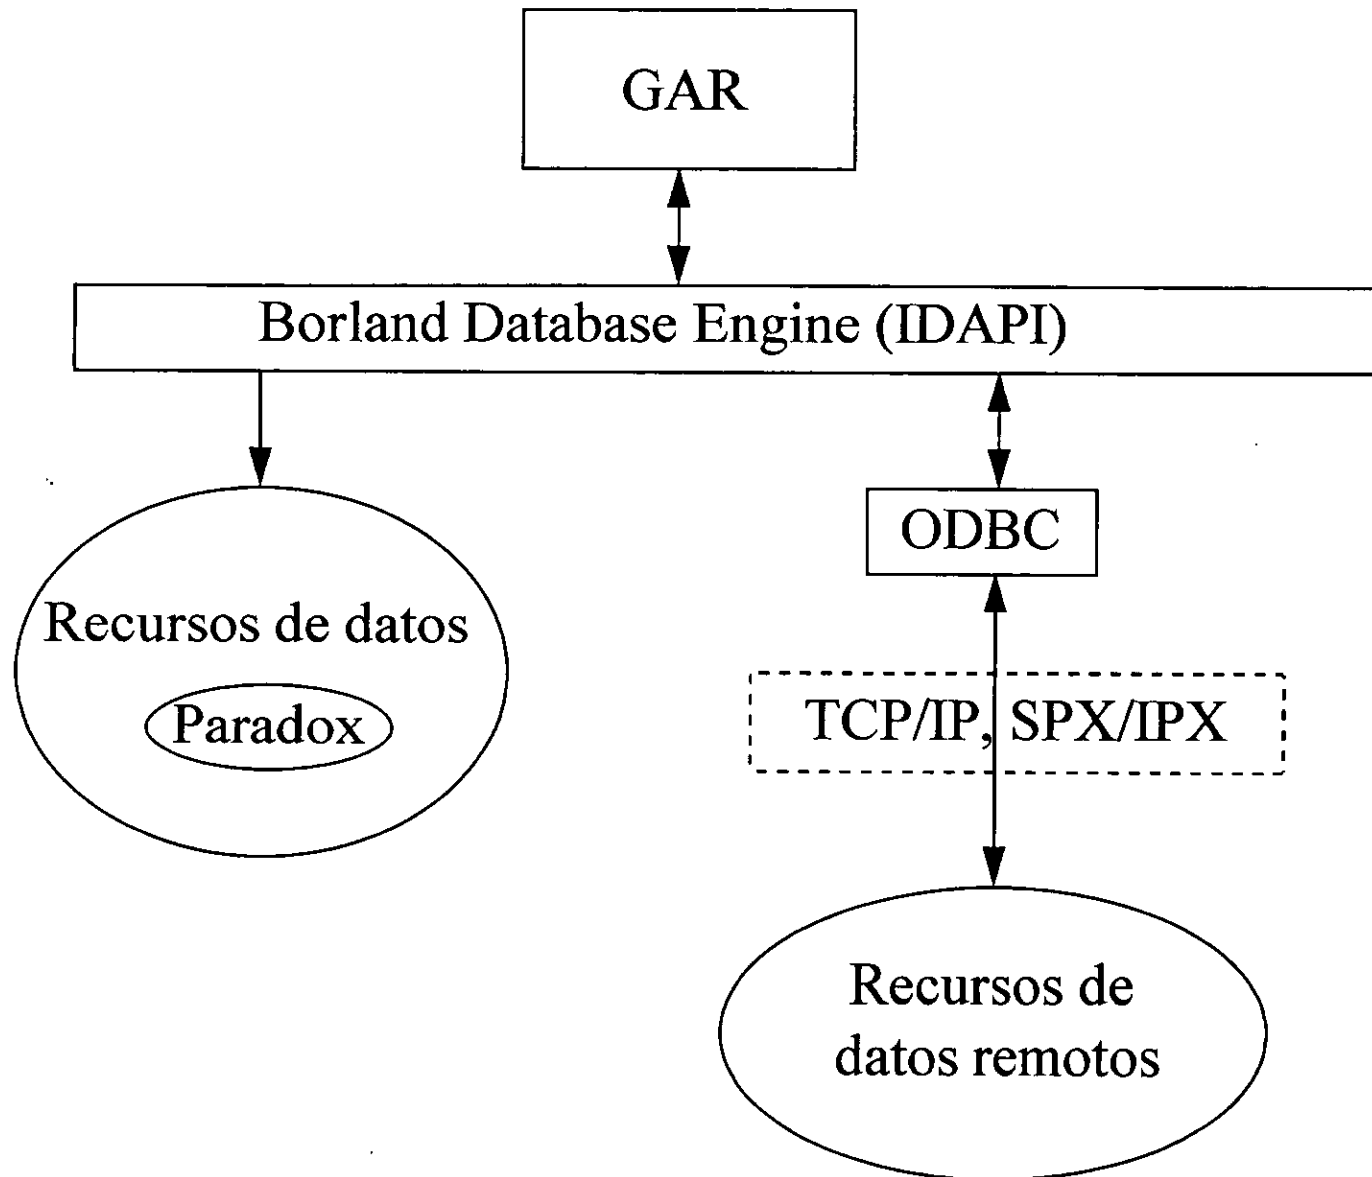 GAR
Borland Database Engine (IDAPI)
ODBC
Recursos de datos
Paradox
TCP/IP, SPX/IPX
Recursos de
datos remotos